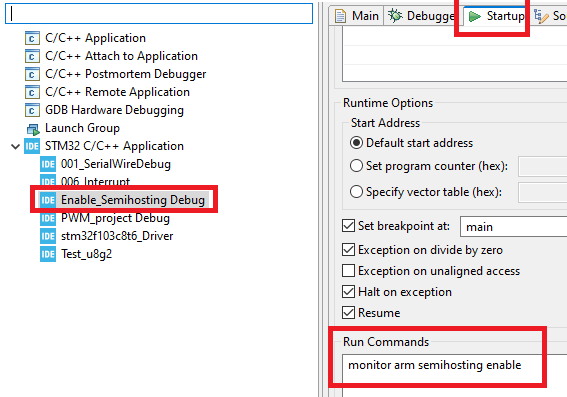 C/C++ Application
C/C++ Attach to Application
C/C++ Postmortem Debugger
C/C++ Remote Application
GDB Hardware Debugging
Launch Group
IDE STM32 C/C++ Application
IDE 001_SerialWireDebug
IDE 006_Interrupt
IDE Enable_Semihosting Debug
IDE PWM_project Debug
IDE stm32f103c8t6_Driver
IDE Test_u8g2
Main Debugger Startup So
Runtime Options
Start Address
Default start address
Set program counter (hex):
Specify vector table (hex):
Set breakpoint at: main
Exception on divide by zero
Exception on unaligned access
Halt on exception
Resume
Run Commands
monitor arm semihosting enable